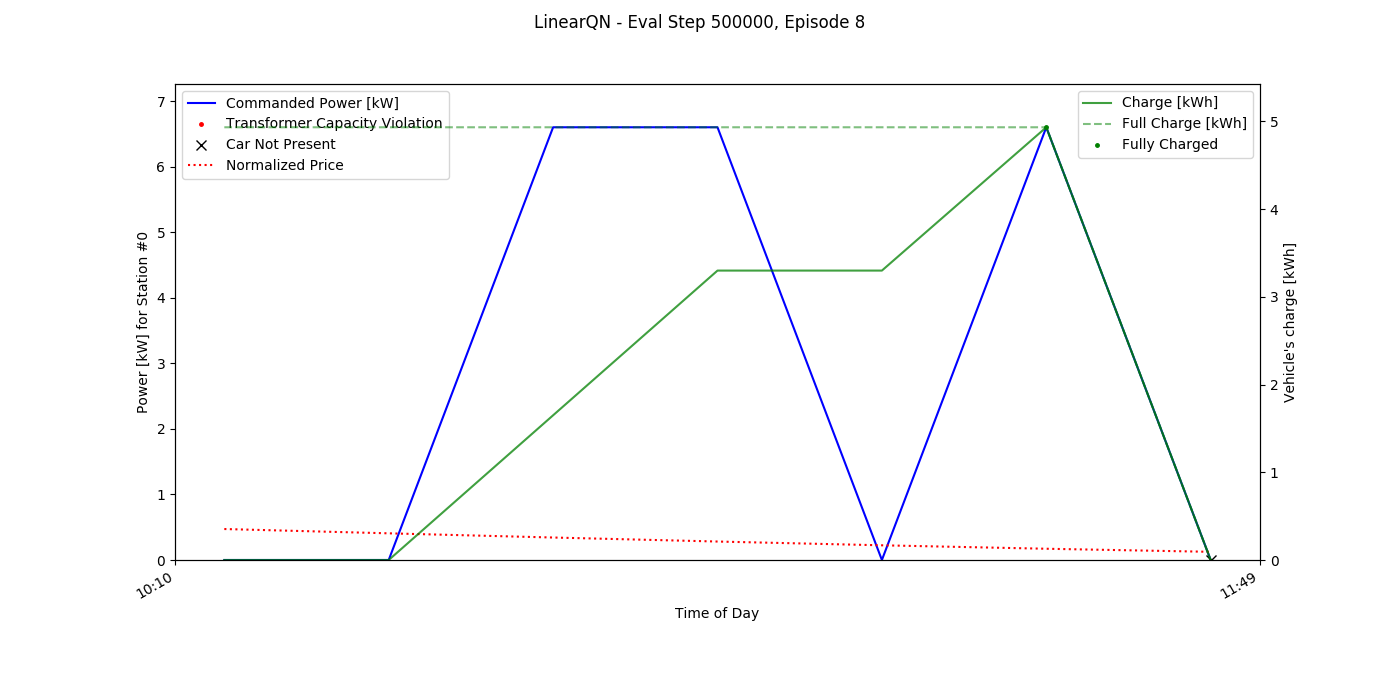 LinearQN - Eval Step 500000, Episode 8
Commanded Power [kW]
Transformer Capacity Violation
Car Not Present
Normalized Price
Charge [kWh]
Full Charge [kWh]
Fully Charged
7
6
5
4
3
2
1
0
Power [kW] for Station #0
5
4
3
2
1
0
Vehicle's charge [kWh]
10:10
11:49
Time of Day